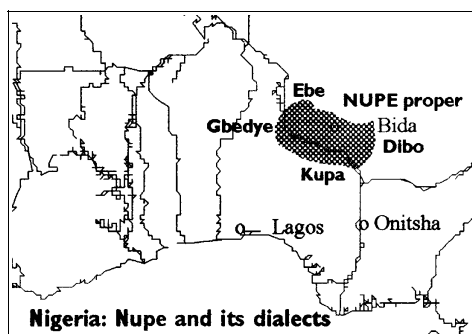 Ebe
NUPE proper
Gbedye
Bida
Dibo
Kupa
Lagos
Onitsha
Nigeria: Nupe and its dialects